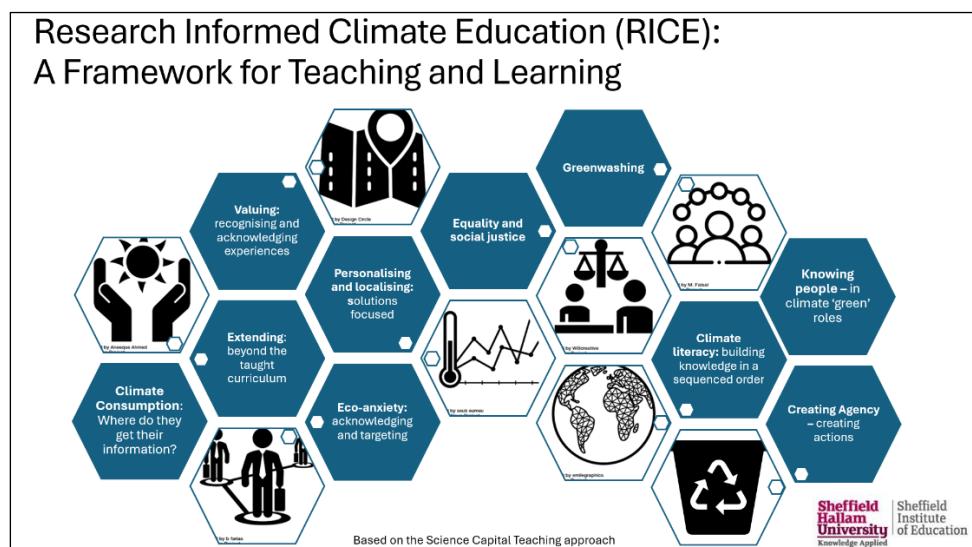 Research Informed Climate Education (RICE):
A Framework for Teaching and Learning
Greenwashing
Valuing:
recognising and
acknowledging
experiences
by Design Circle
Equality and
social justice
Personalising
and localising:
solutions
focused
by M. Faisal
Knowing
people – in
climate ‘green’
roles
by Aneeque Ahmed
Extending:
beyond the
taught
curriculum
by Wilcreative
Climate
literacy: building
knowledge in a
sequenced order
Climate
Consumption:
Where do they
get their
information?
Eco-anxiety:
acknowledging
and targeting
Creating Agency
– creating
actions
by emilegraphics
by b farias
Based on the Science Capital Teaching approach
Sheffield
Hallam
University
Knowledge Applied
Sheffield
Institute
of Education